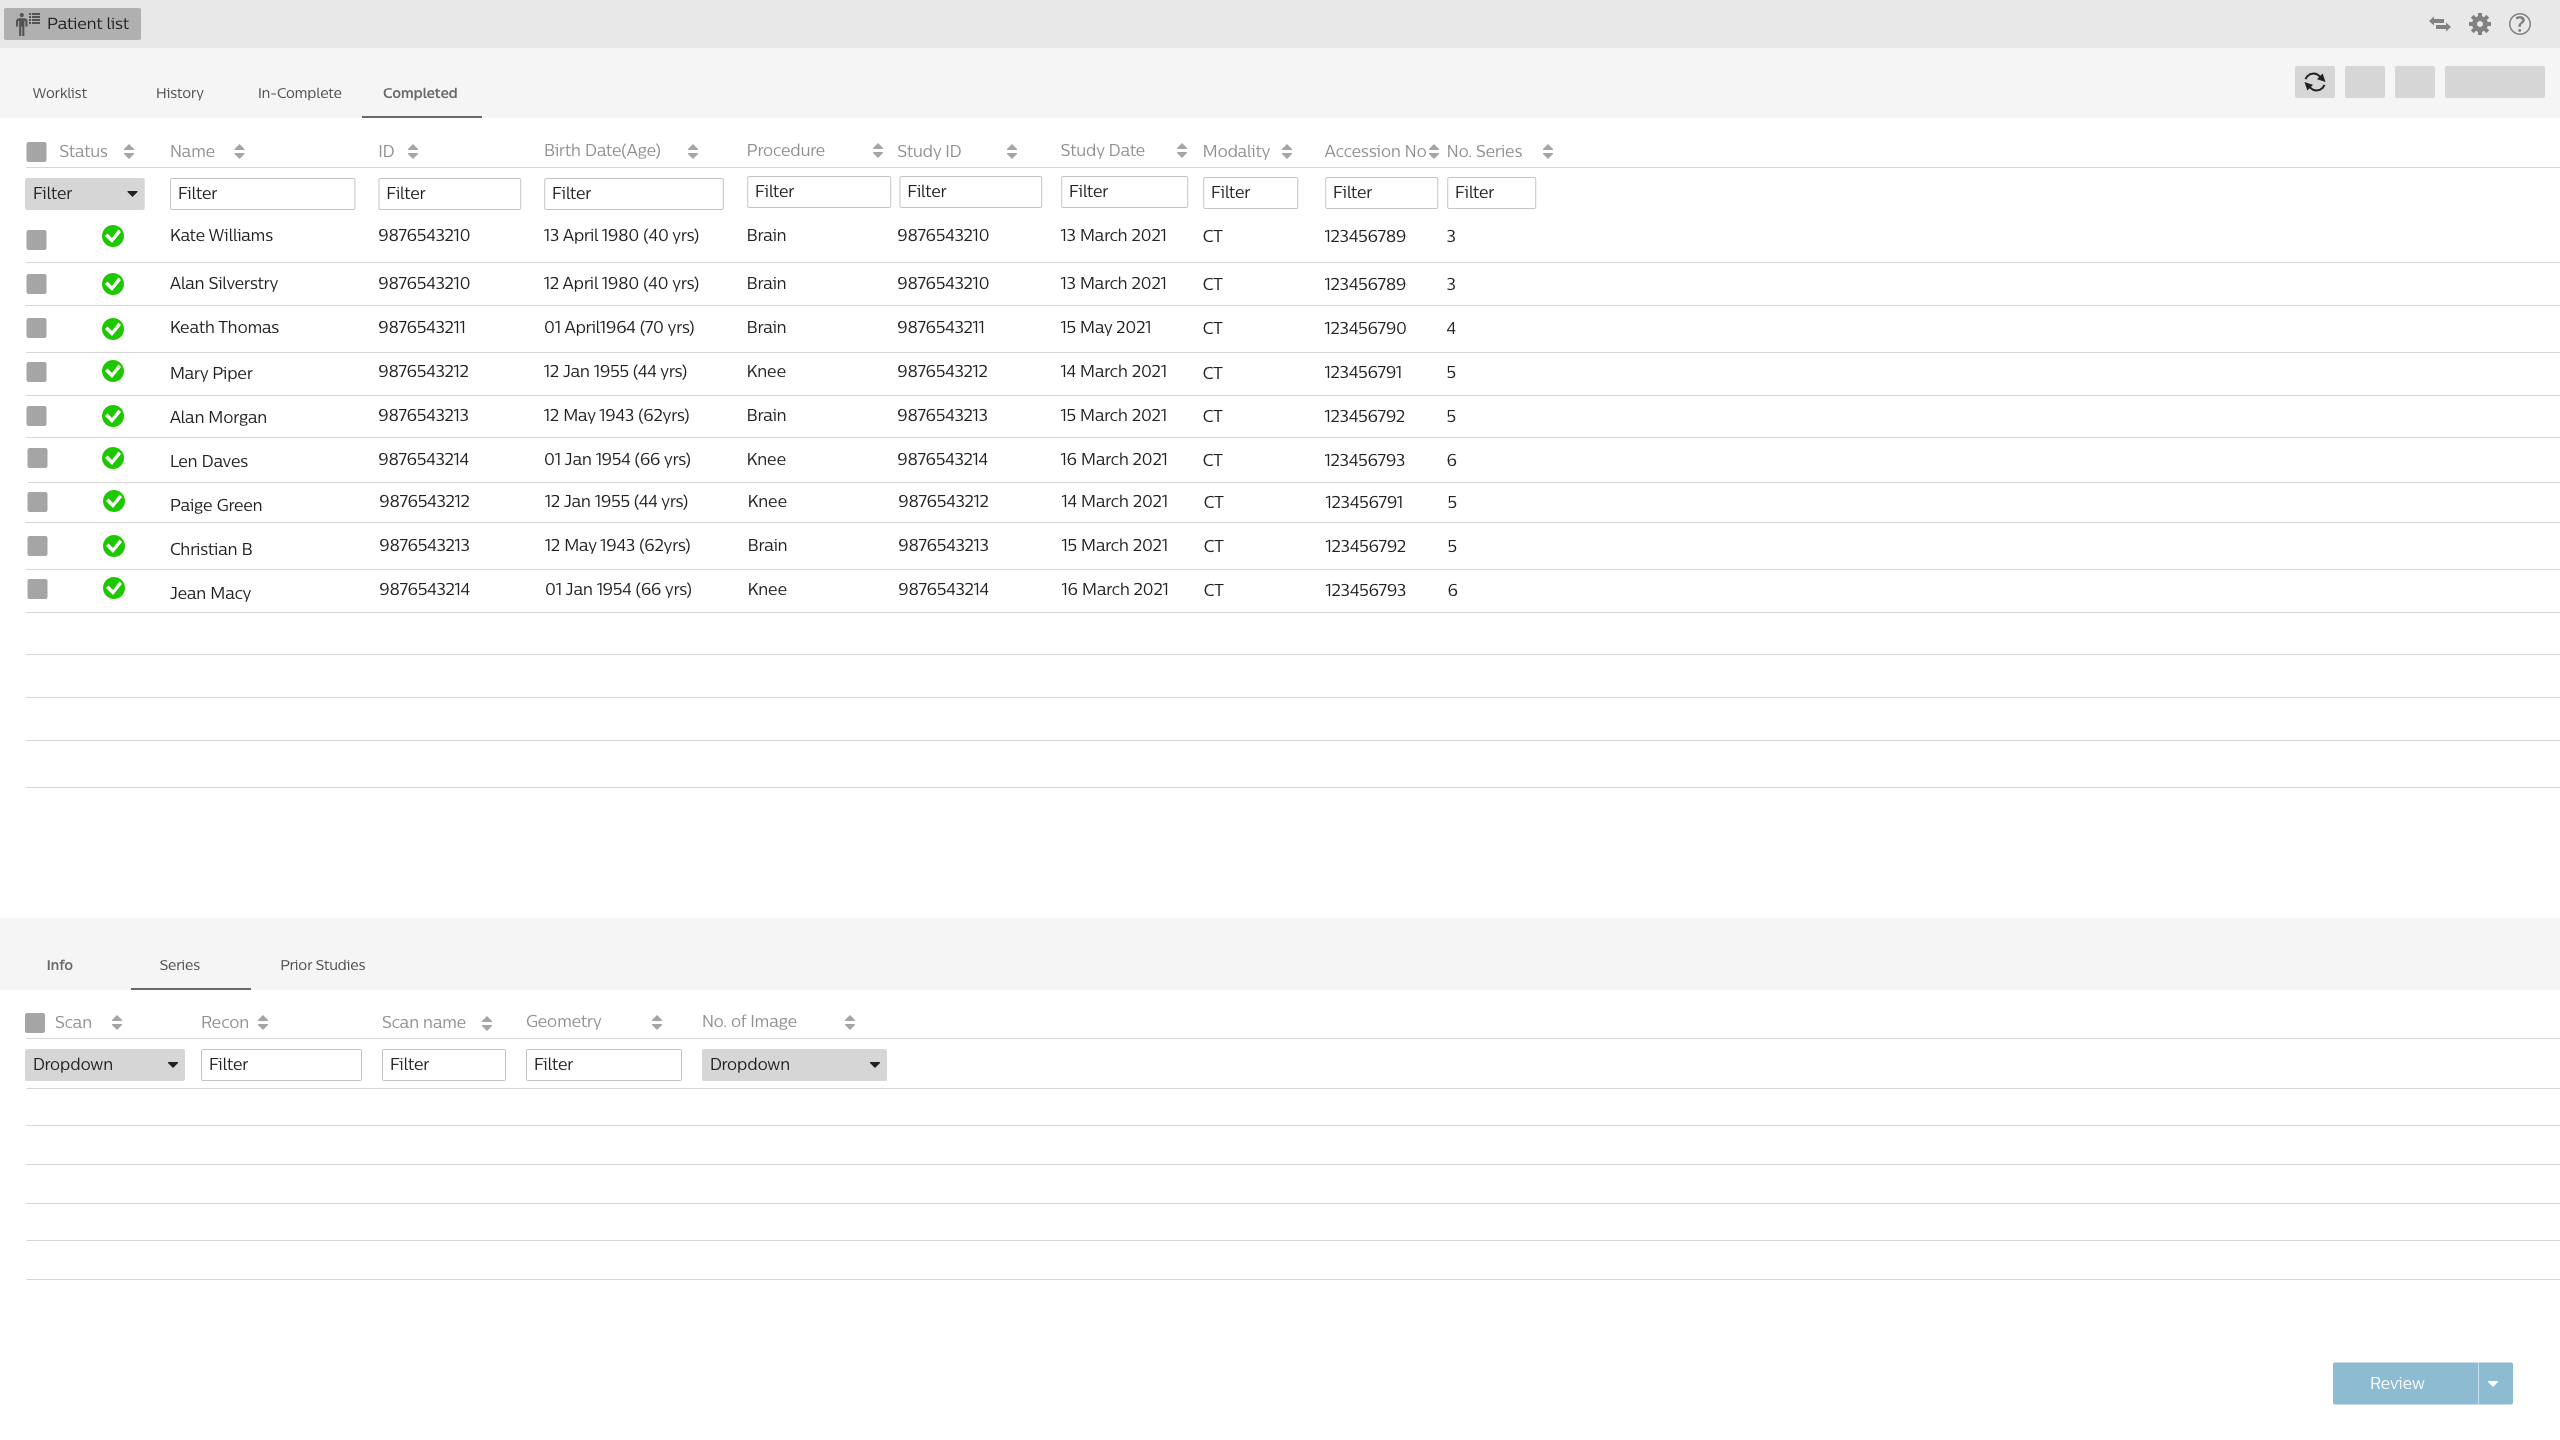 Patient list
Worklist History In-Complete Completed
Status Name ID Birth Date(Age) Procedure Study ID Study Date Modality Accession No No. Series
Filter Filter Filter Filter Filter Filter Filter Filter Filter Filter
Kate Williams 9876543210 13 April 1980 (40 yrs) Brain 9876543210 13 March 2021 CT 123456789 3
Alan Silverstry 9876543210 12 April 1980 (40 yrs) Brain 9876543210 13 March 2021 CT 123456789 3
Keath Thomas 9876543211 01 April1964 (70 yrs) Brain 9876543211 15 May 2021 CT 123456790 4
Mary Piper 9876543212 12 Jan 1955 (44 yrs) Knee 9876543212 14 March 2021 CT 123456791 5
Alan Morgan 9876543213 12 May 1943 (62yrs) Brain 9876543213 15 March 2021 CT 123456792 5
Len Daves 9876543214 01 Jan 1954 (66 yrs) Knee 9876543214 16 March 2021 CT 123456793 6
Paige Green 9876543212 12 Jan 1955 (44 yrs) Knee 9876543212 14 March 2021 CT 123456791 5
Christian B 9876543213 12 May 1943 (62yrs) Brain 9876543213 15 March 2021 CT 123456792 5
Jean Macy 9876543214 01 Jan 1954 (66 yrs) Knee 9876543214 16 March 2021 CT 123456793 6
Info Series Prior Studies
Scan Recon Scan name Geometry No. of Image
Dropdown Filter Filter Filter Dropdown
Review